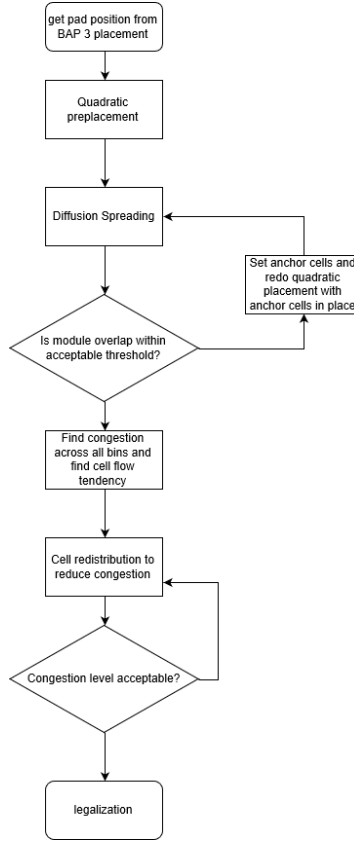 get pad position from
BAP 3 placement
Quadratic
preplacement
Diffusion Spreading
Set anchor cells and
redo quadratic
placement with
anchor cells in place
Is module overlap within
acceptable threshold?
Find congestion
across all bins and
find cell flow
tendency
Cell redistribution to
reduce congestion
Congestion level acceptable?
legalization